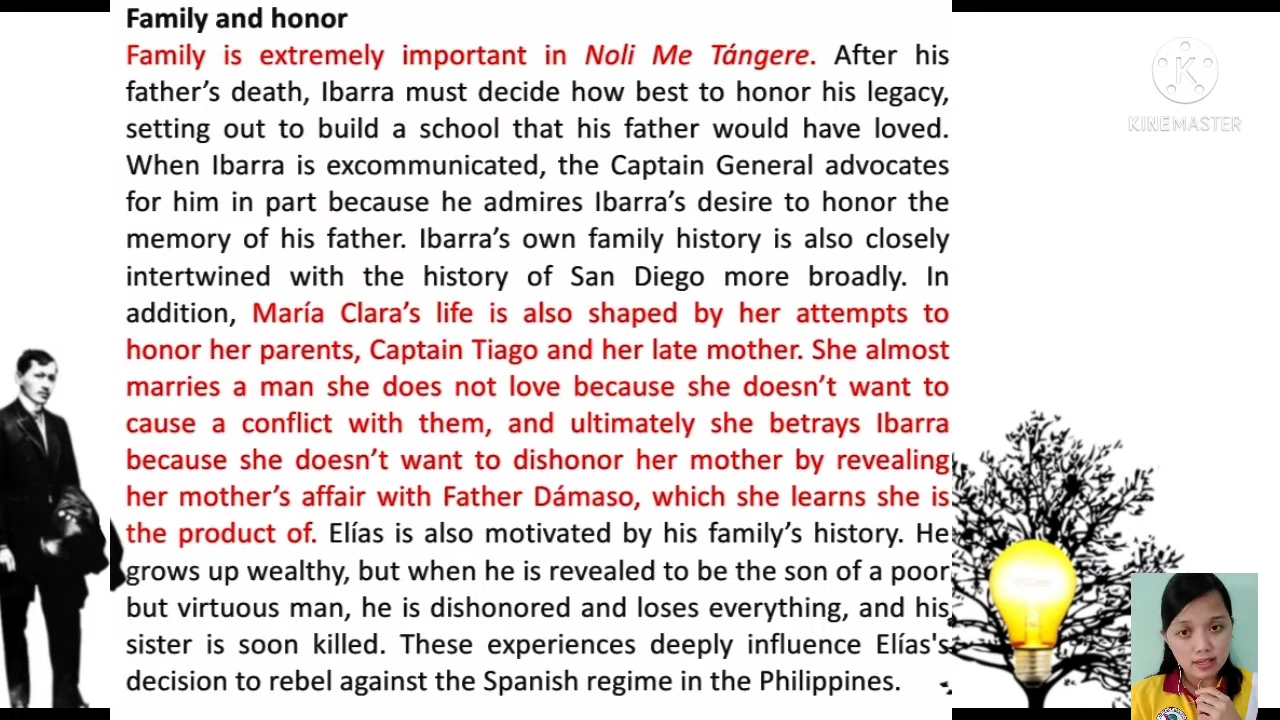 Family and honor
Family is extremely important in Noli Me Tángere. After his
father's death, Ibarra must decide how best to honor his legacy,
setting out to build a school that his father would have loved.
When Ibarra is excommunicated, the Captain General advocates
for him in part because he admires Ibarra's desire to honor the
memory of his father. Ibarra's own family history is also closely
intertwined with the history of San Diego more broadly. In
addition, María Clara's life is also shaped by her attempts to
honor her parents, Captain Tiago and her late mother. She almost
marries a man she does not love because she doesn't want to
cause a conflict with them, and ultimately she betrays Ibarra
because she doesn't want to dishonor her mother by revealing
her mother's affair with Father Dámaso, which she learns she is
the product of. Elías is also motivated by his family's history. He
grows up wealthy, but when he is revealed to be the son of a poor
but virtuous man, he is dishonored and loses everything, and his
sister is soon killed. These experiences deeply influence Elías's
decision to rebel against the Spanish regime in the Philippines.
K
KINEMASTER